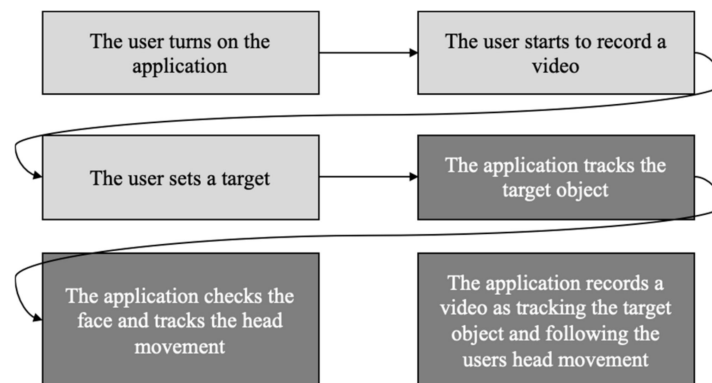 The user turns on the
application
The user starts to record a
video
The user sets a target
The application tracks the
target object
The application checks the
face and tracks the head
movement
The application records a
video as tracking the target
object and following the
users head movement